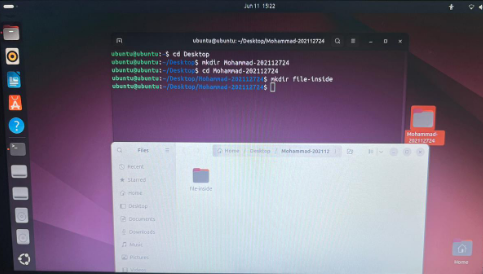 Jun 11 15:22
ubuntu@ubuntu: ~/Desktop/Mohammad-202112724
ubuntu@ubuntu:~$ cd Desktop
ubuntu@ubuntu:~/Desktop$ mkdir Mohammad-202112724
ubuntu@ubuntu:~/Desktop$ cd Mohammad-202112724
ubuntu@ubuntu:~/Desktop/Mohammad-202112724$ mkdir file-inside
ubuntu@ubuntu:~/Desktop/Mohammad-202112724$
Mohammad-
202112724
Files
Home Desktop Mohammad-202112
Recent
Starred
Home
Desktop
Documents
Downloads
Music
Pictures
file-inside
Home